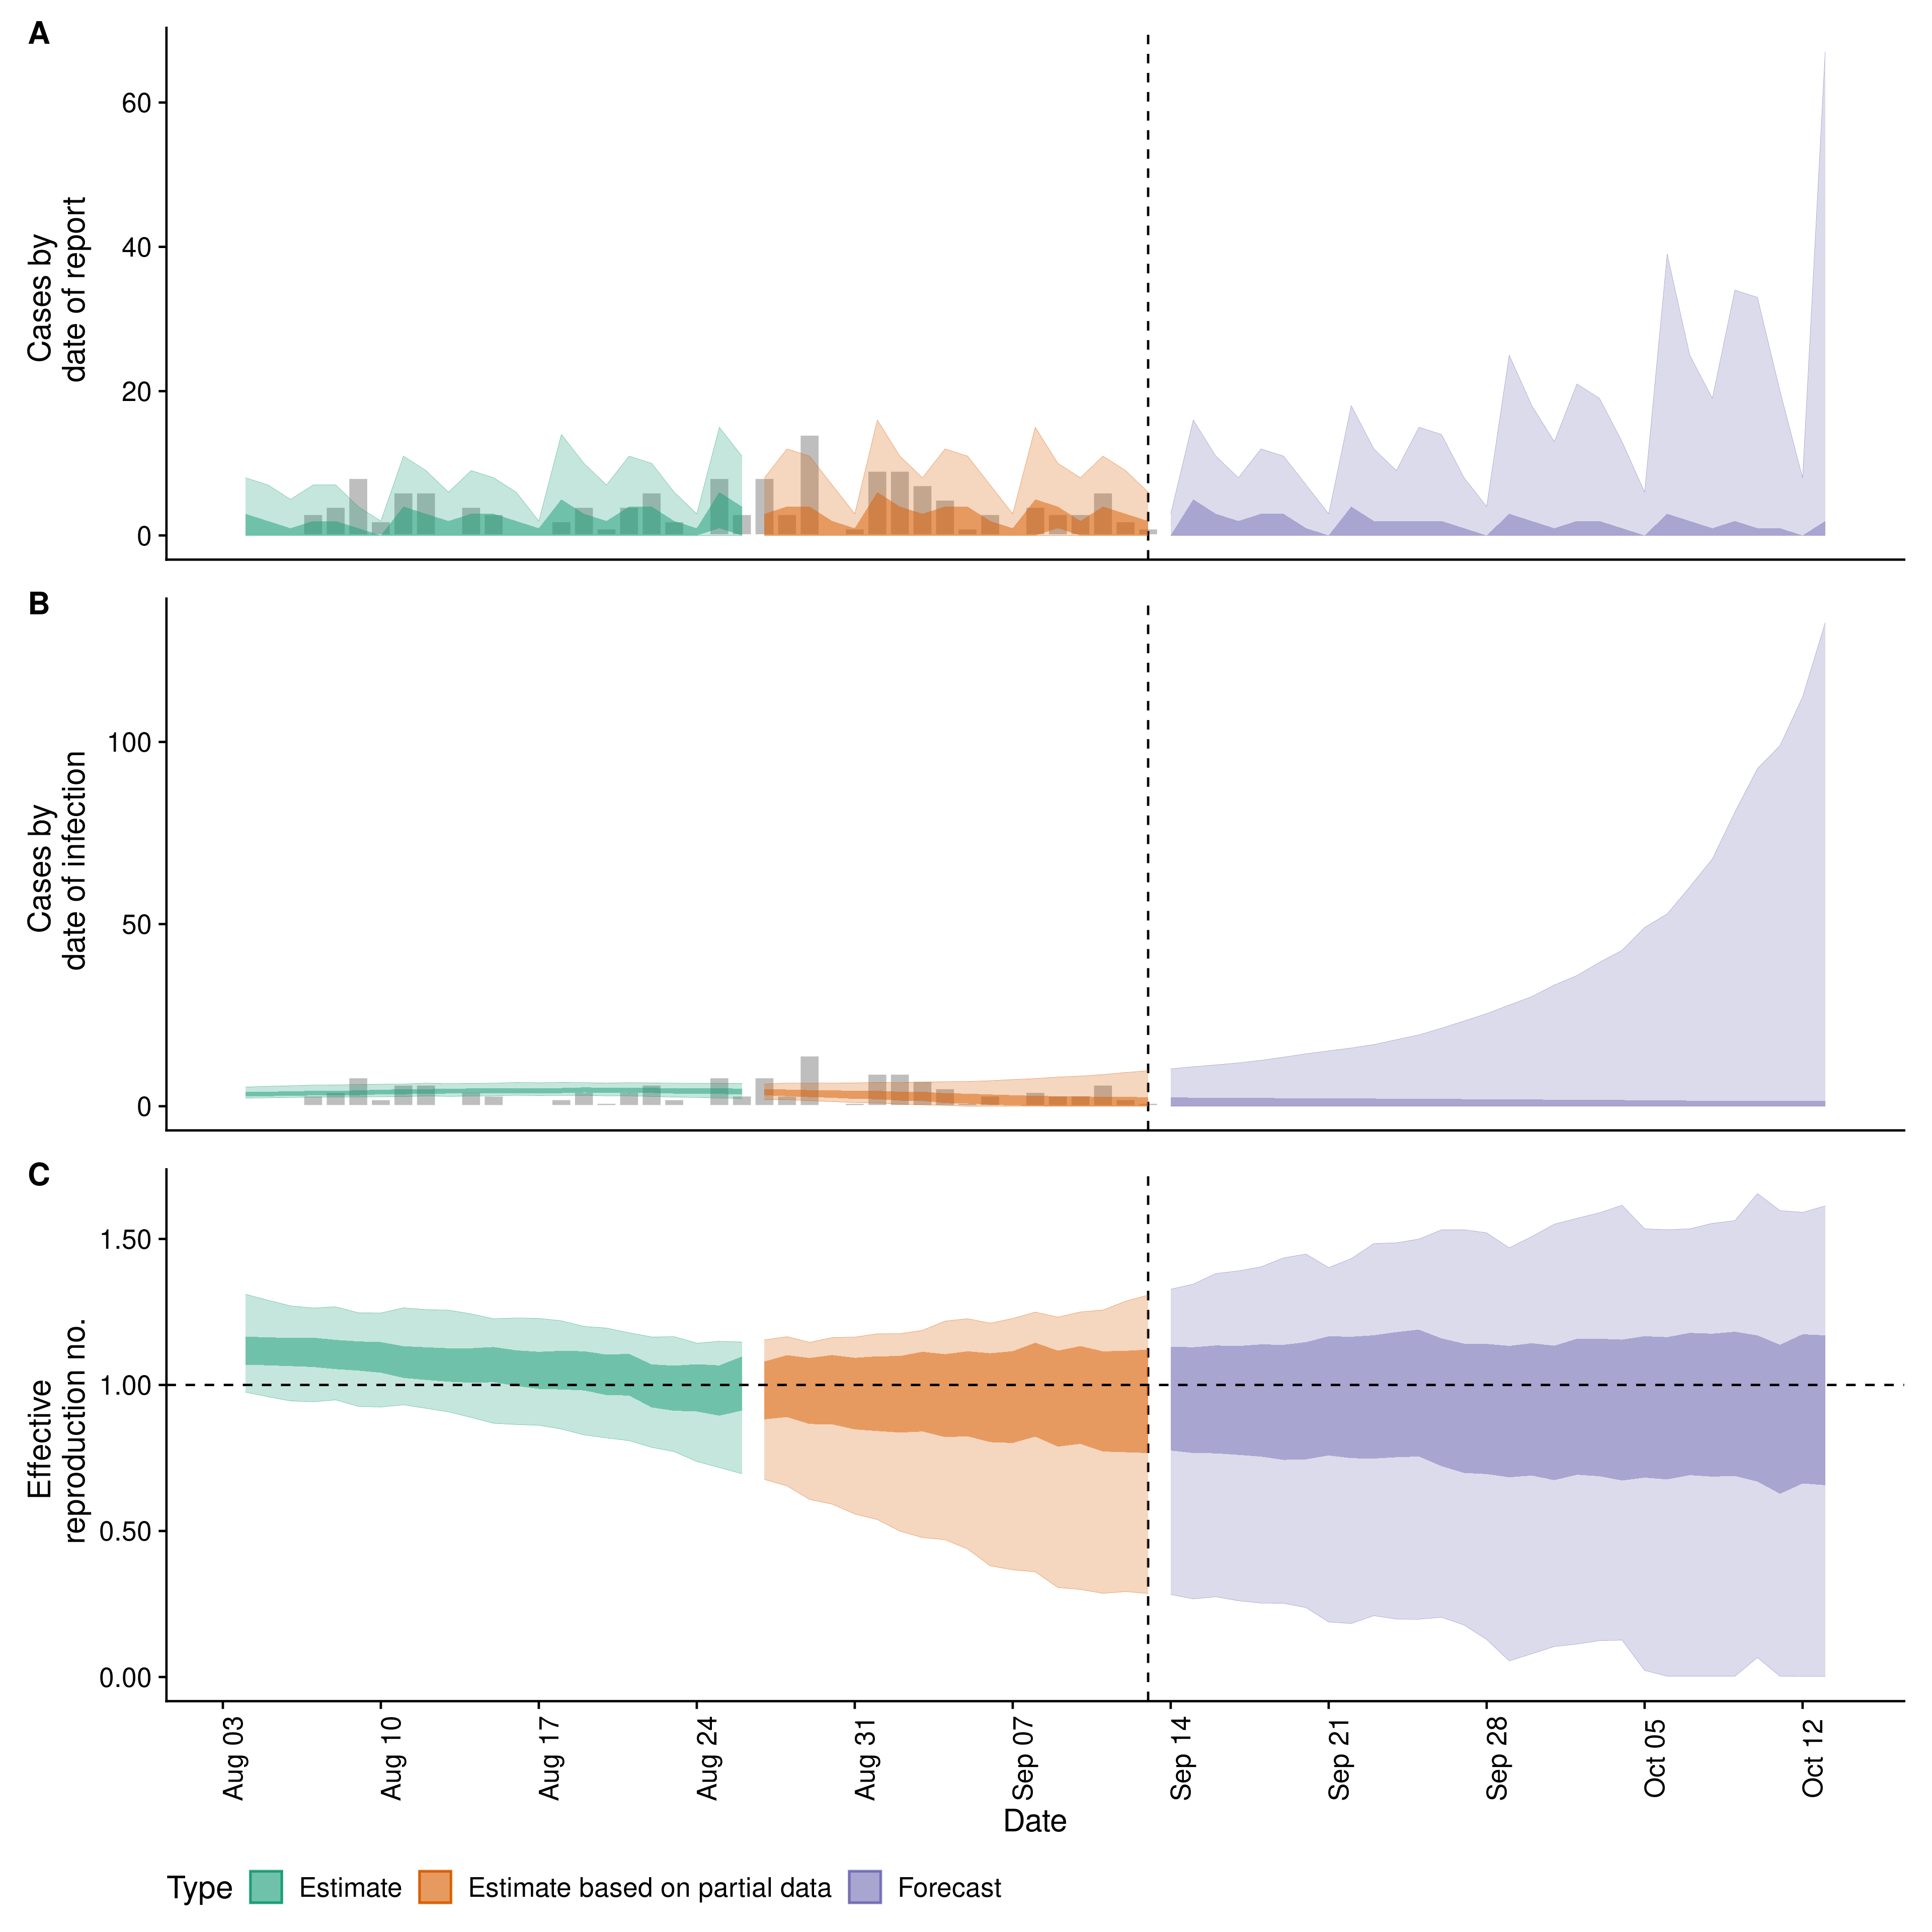 A
Cases by
date of report
60
40
20
0
B
Cases by
date of infection
100
50
0
C
Effective
reproduction no.
1.50
1.00
0.50
0.00
Aug 03
Aug 10
Aug 17
Aug 24
Aug 31
Sep 07
Sep 14
Sep 21
Sep 28
Oct 05
Oct 12
Date
Type Estimate Estimate based on partial data Forecast